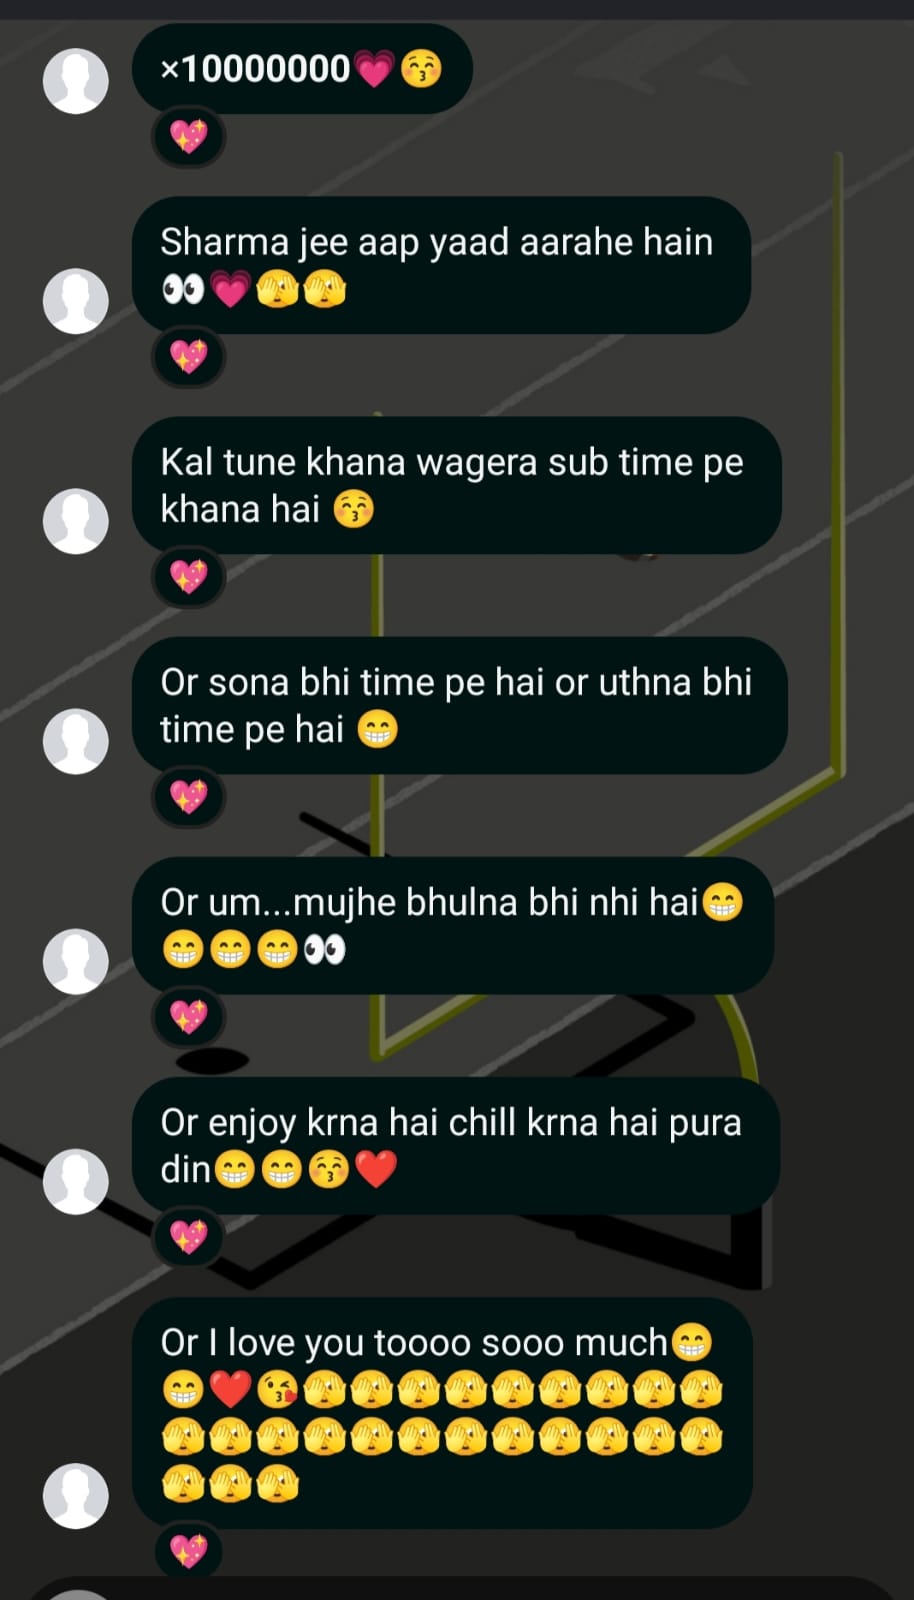 ×10000000💗😚
Sharma jee aap yaad aarahe hain
👀💗🫣🫣
Kal tune khana wagera sub time pe
khana hai 😚
Or sona bhi time pe hai or uthna bhi
time pe hai 😁
Or um...mujhe bhulna bhi nhi hai😁
😁😁😁👀
Or enjoy krna hai chill krna hai pura
din😁😁😚❤️
Or I love you toooo sooo much😁
😁❤️😘🫣🫣🫣🫣🫣🫣🫣🫣🫣
🫣🫣🫣🫣🫣🫣🫣🫣🫣🫣🫣🫣
🫣🫣🫣